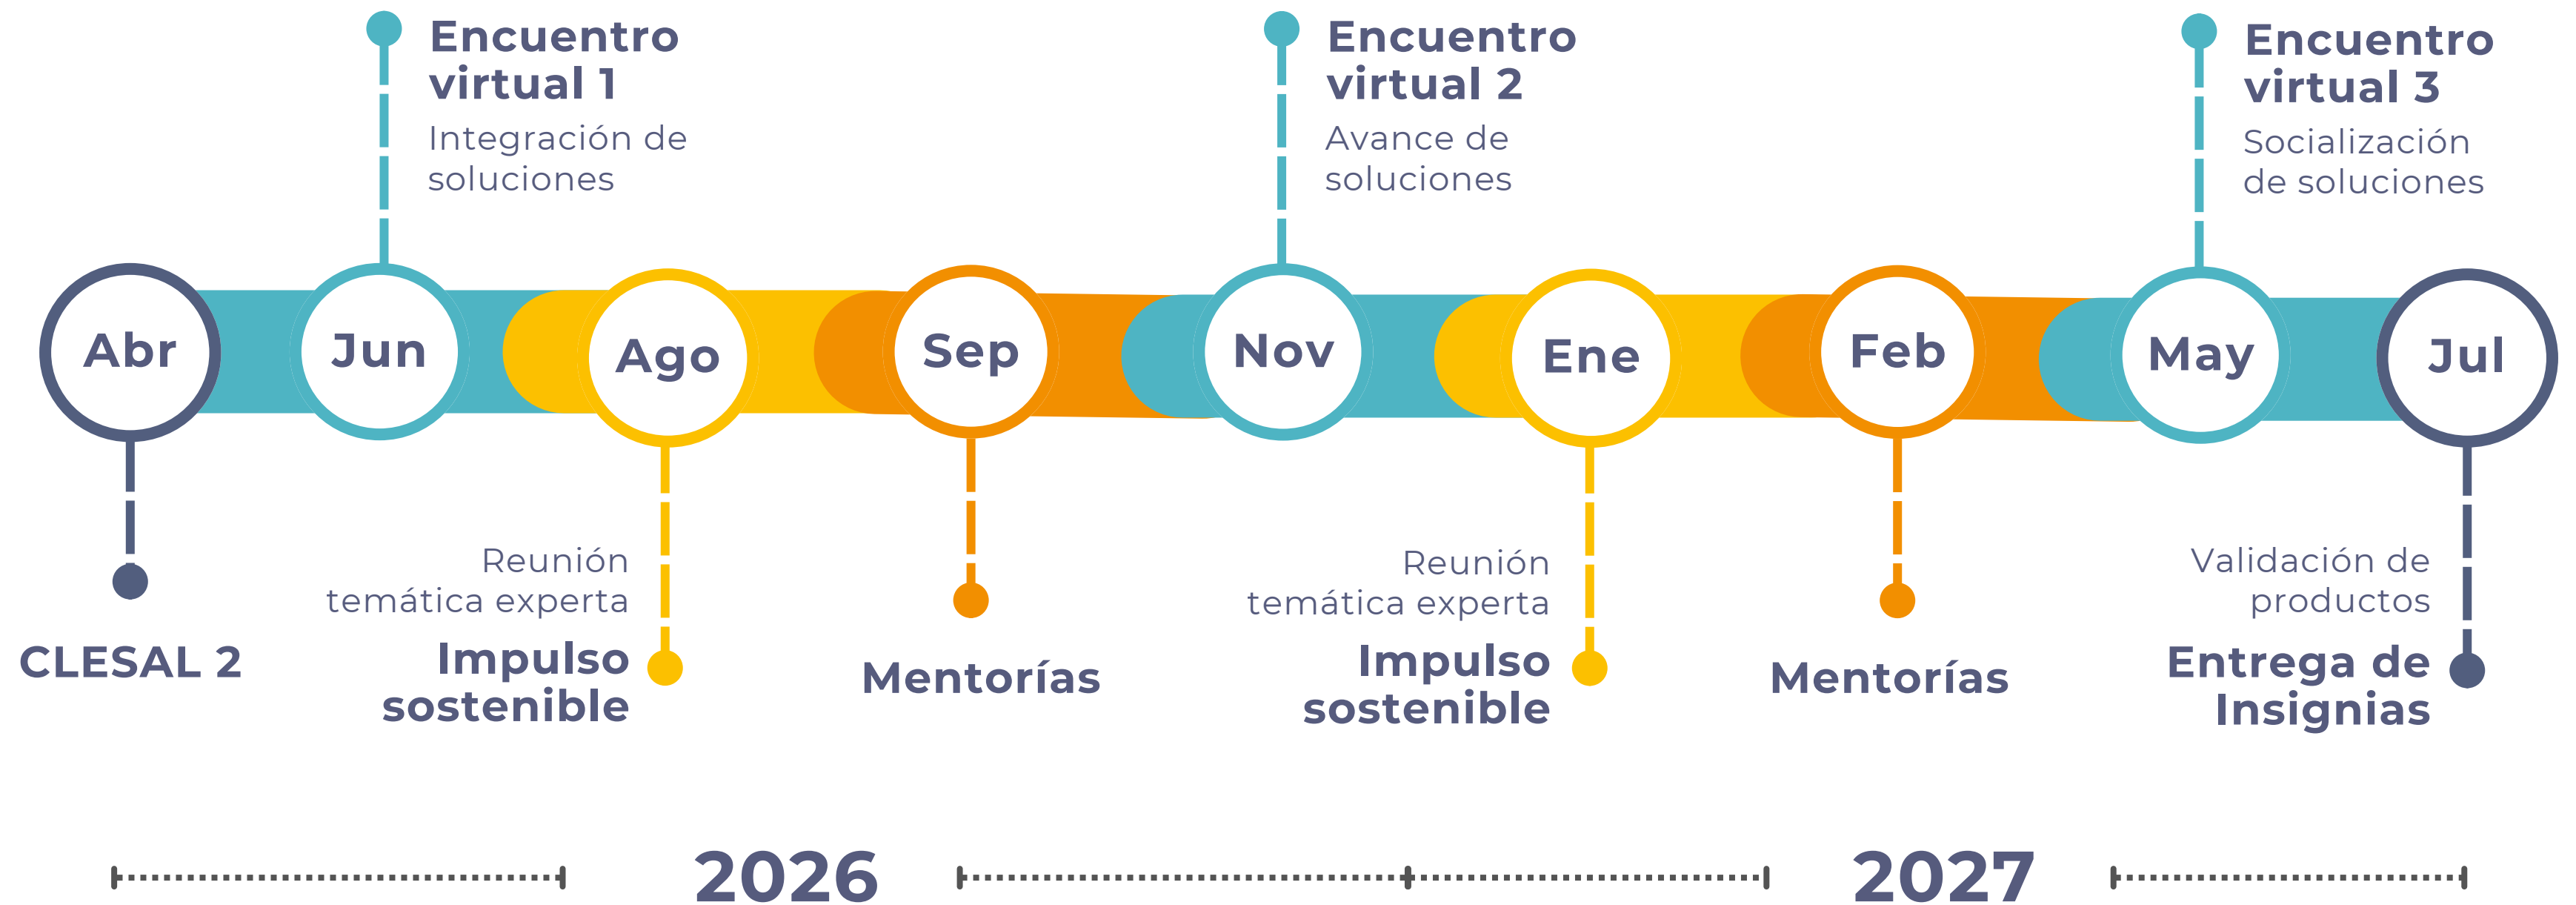 Encuentro
virtual 1
Integración de
soluciones
Encuentro
virtual 2
Avance de
soluciones
Encuentro
virtual 3
Socialización
de soluciones
Abr
Jun
Ago
Sep
Nov
Ene
Feb
May
Jul
CLESAL 2
Reunión
temática experta
Impulso
sostenible
Mentorías
Reunión
temática experta
Impulso
sostenible
Mentorías
Validación de
productos
Entrega de
Insignias
2026
2027